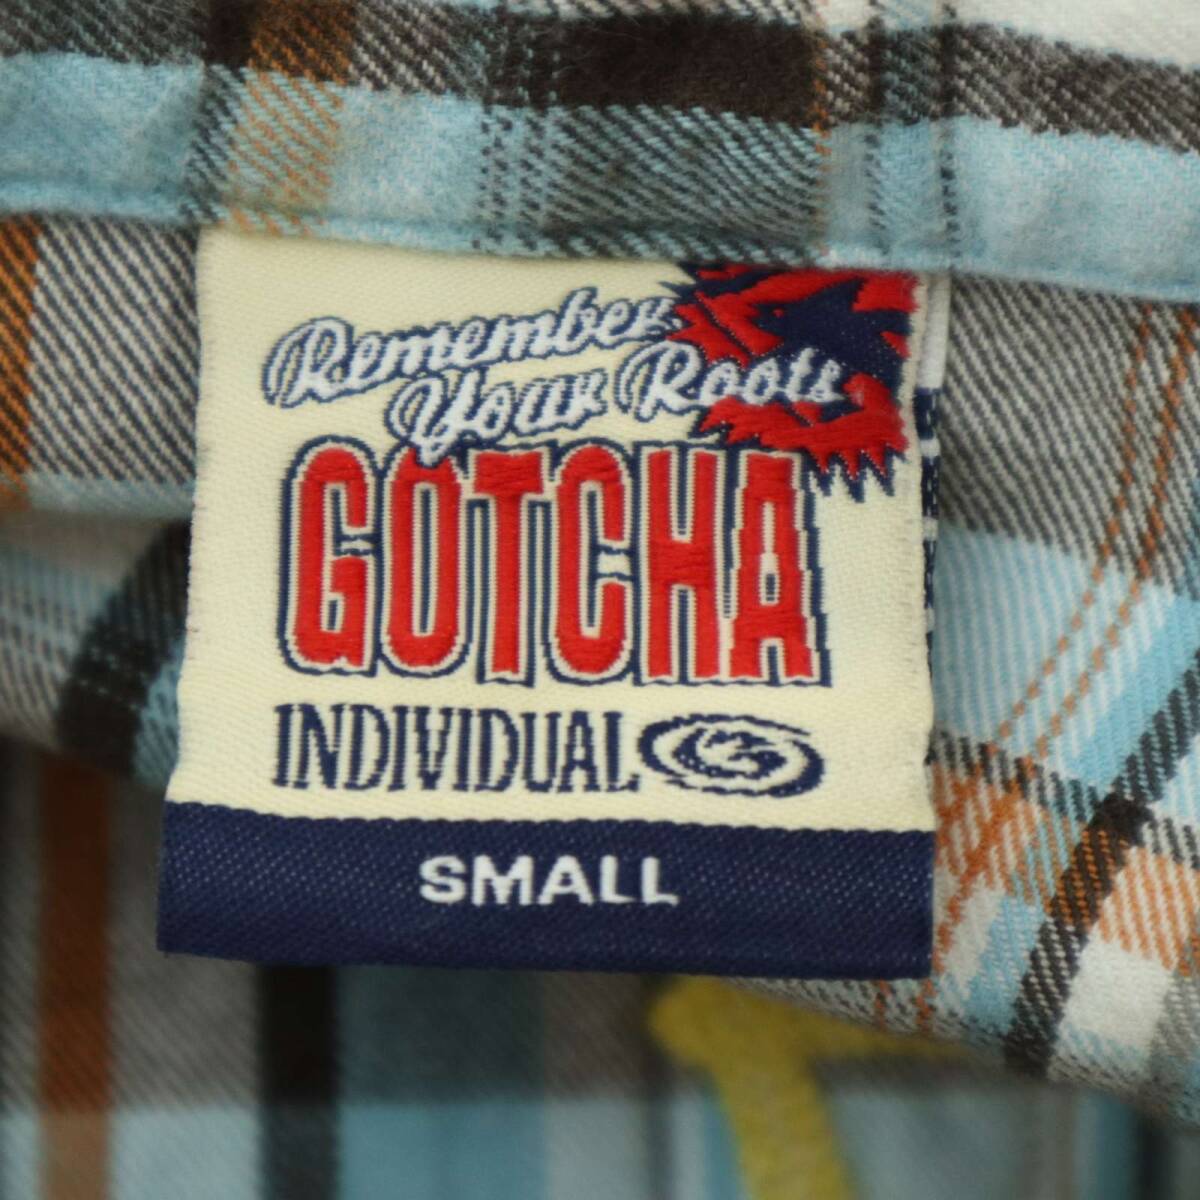 Remember
Your Roots
GOTCHA
INDIVIDUAL
SMALL